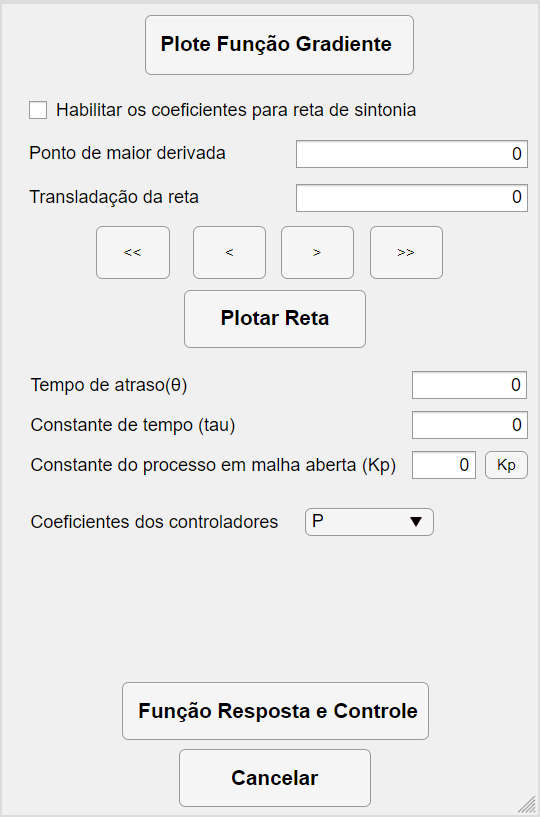 Plote Função Gradiente
Habilitar os coeficientes para reta de sintonia
Ponto de maior derivada 0
Transladação da reta 0
<< < > >>
Plotar Reta
Tempo de atraso(θ) 0
Constante de tempo (tau) 0
Constante do processo em malha aberta (Kp) 0 Kp
Coeficientes dos controladores P
Função Resposta e Controle
Cancelar